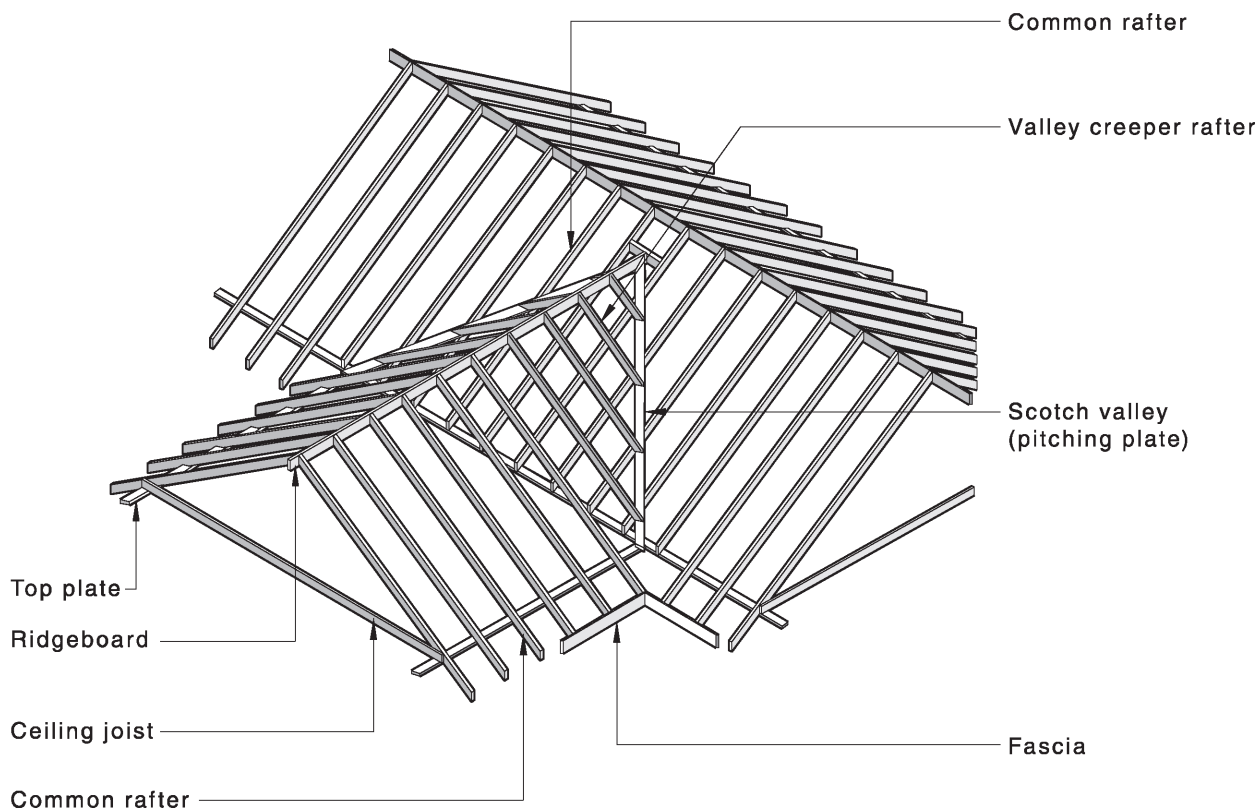 Common rafter
Valley creeper rafter
Scotch valley
(pitching plate)
Top plate
Ridgeboard
Ceiling joist
Fascia
Common rafter